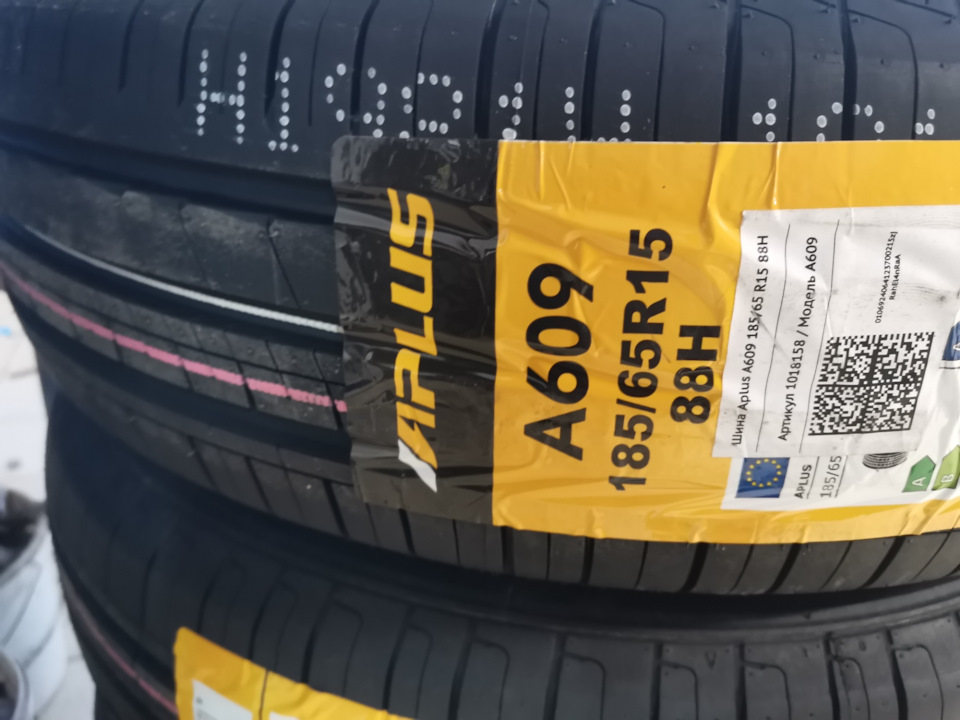 APLUS
A609
185/65R15
88H
Шина Aplus A609 185/65 R15 88H
Артикул 1018158 / Модель A609
APLUS
185/65
A
B
A